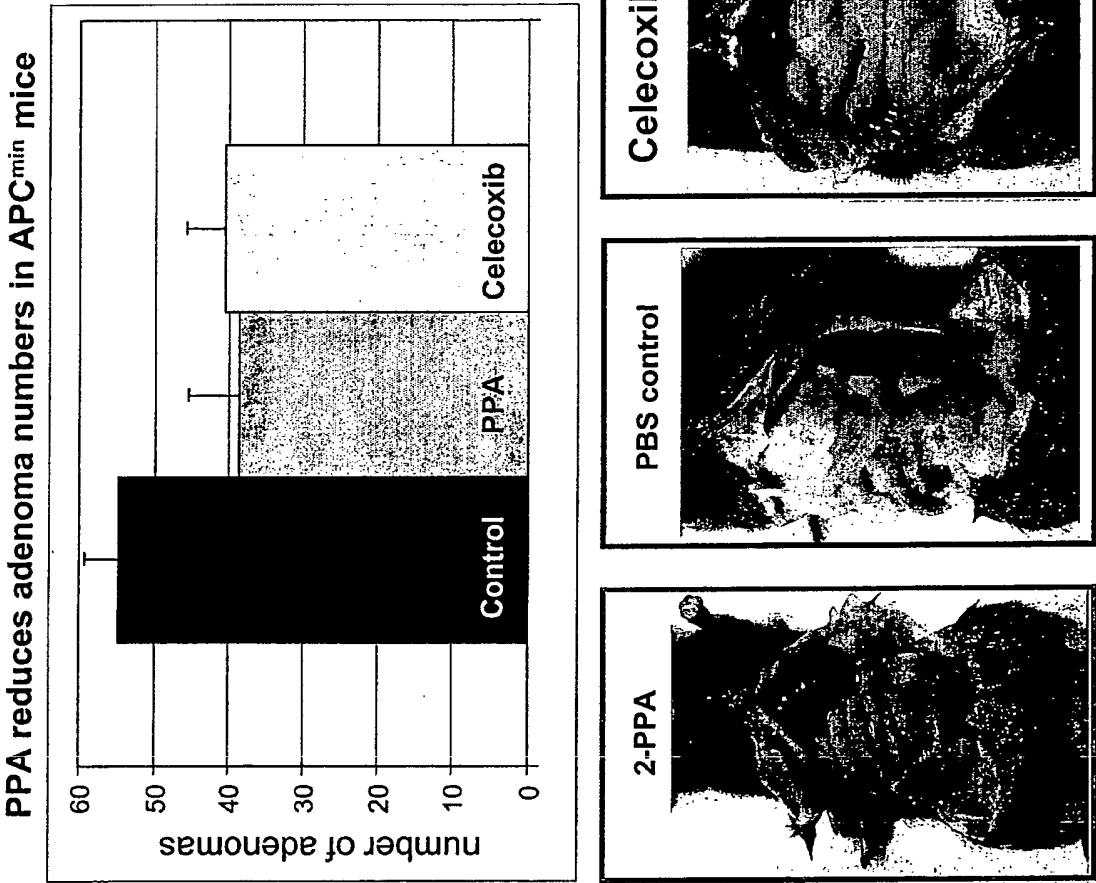 PPA reduces adenoma numbers in APCmin mice
number of adenomas
60
50
40
30
20
10
0
Control
PPA
Celecoxib
2-PPA
PBS control